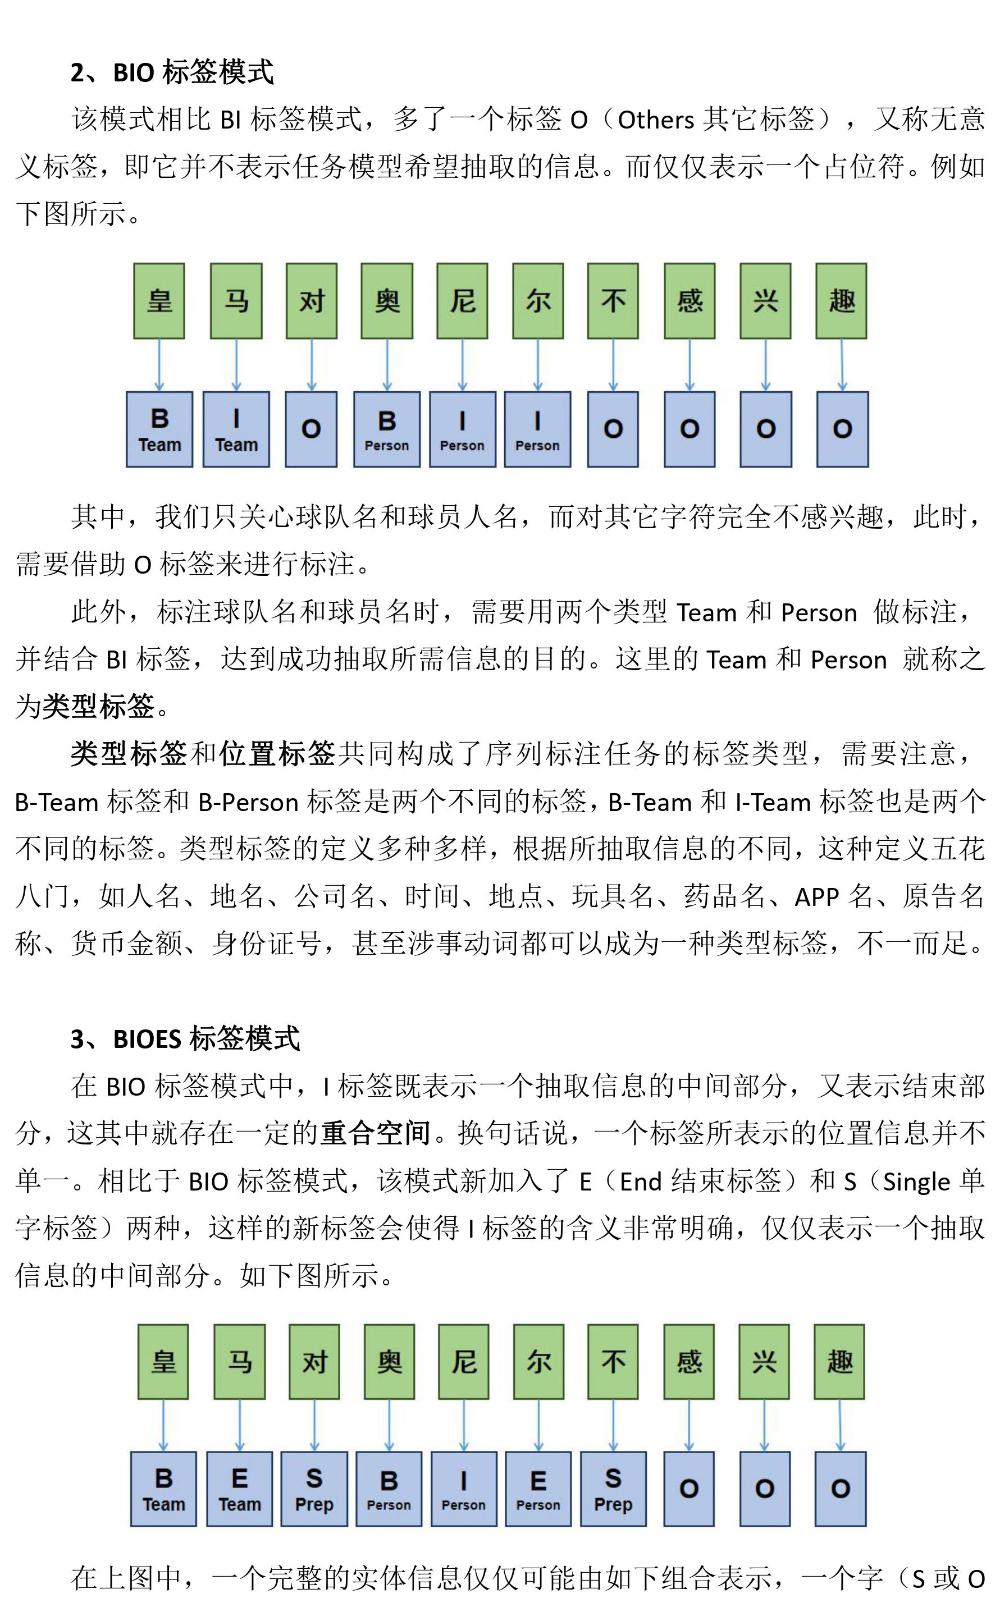 2、BIO 标签模式
该模式相比 BI 标签模式，多了一个标签 O（Others 其它标签），又称无意
义标签，即它并不表示任务模型希望抽取的信息。而仅仅表示一个占位符。例如
下图所示。
皇 马 对 奥 尼 尔 不 感 兴 趣
B I O B I I O O O O
Team Team Person Person Person
其中，我们只关心球队名和球员人名，而对其它字符完全不感兴趣，此时，
需要借助 O 标签来进行标注。
此外，标注球队名和球员名时，需要用两个类型 Team 和 Person 做标注，
并结合 BI 标签，达到成功抽取所需信息的目的。这里的 Team 和 Person 就称之
为类型标签。
类型标签和位置标签共同构成了序列标注任务的标签类型，需要注意，
B-Team 标签和 B-Person 标签是两个不同的标签，B-Team 和 I-Team 标签也是两个
不同的标签。类型标签的定义多种多样，根据所抽取信息的不同，这种定义五花
八门，如人名、地名、公司名、时间、地点、玩具名、药品名、APP 名、原告名
称、货币金额、身份证号，甚至涉事动词都可以成为一种类型标签，不一而足。
3、BIOES 标签模式
在 BIO 标签模式中，I 标签既表示一个抽取信息的中间部分，又表示结束部
分，这其中就存在一定的重合空间。换句话说，一个标签所表示的位置信息并不
单一。相比于 BIO 标签模式，该模式新加入了 E（End 结束标签）和 S（Single 单
字标签）两种，这样的新标签会使得 I 标签的含义非常明确，仅仅表示一个抽取
信息的中间部分。如下图所示。
皇 马 对 奥 尼 尔 不 感 兴 趣
B E S B I E S O O O
Team Team Prep Person Person Person Prep
在上图中，一个完整的实体信息仅仅可能由如下组合表示，一个字（S 或 O